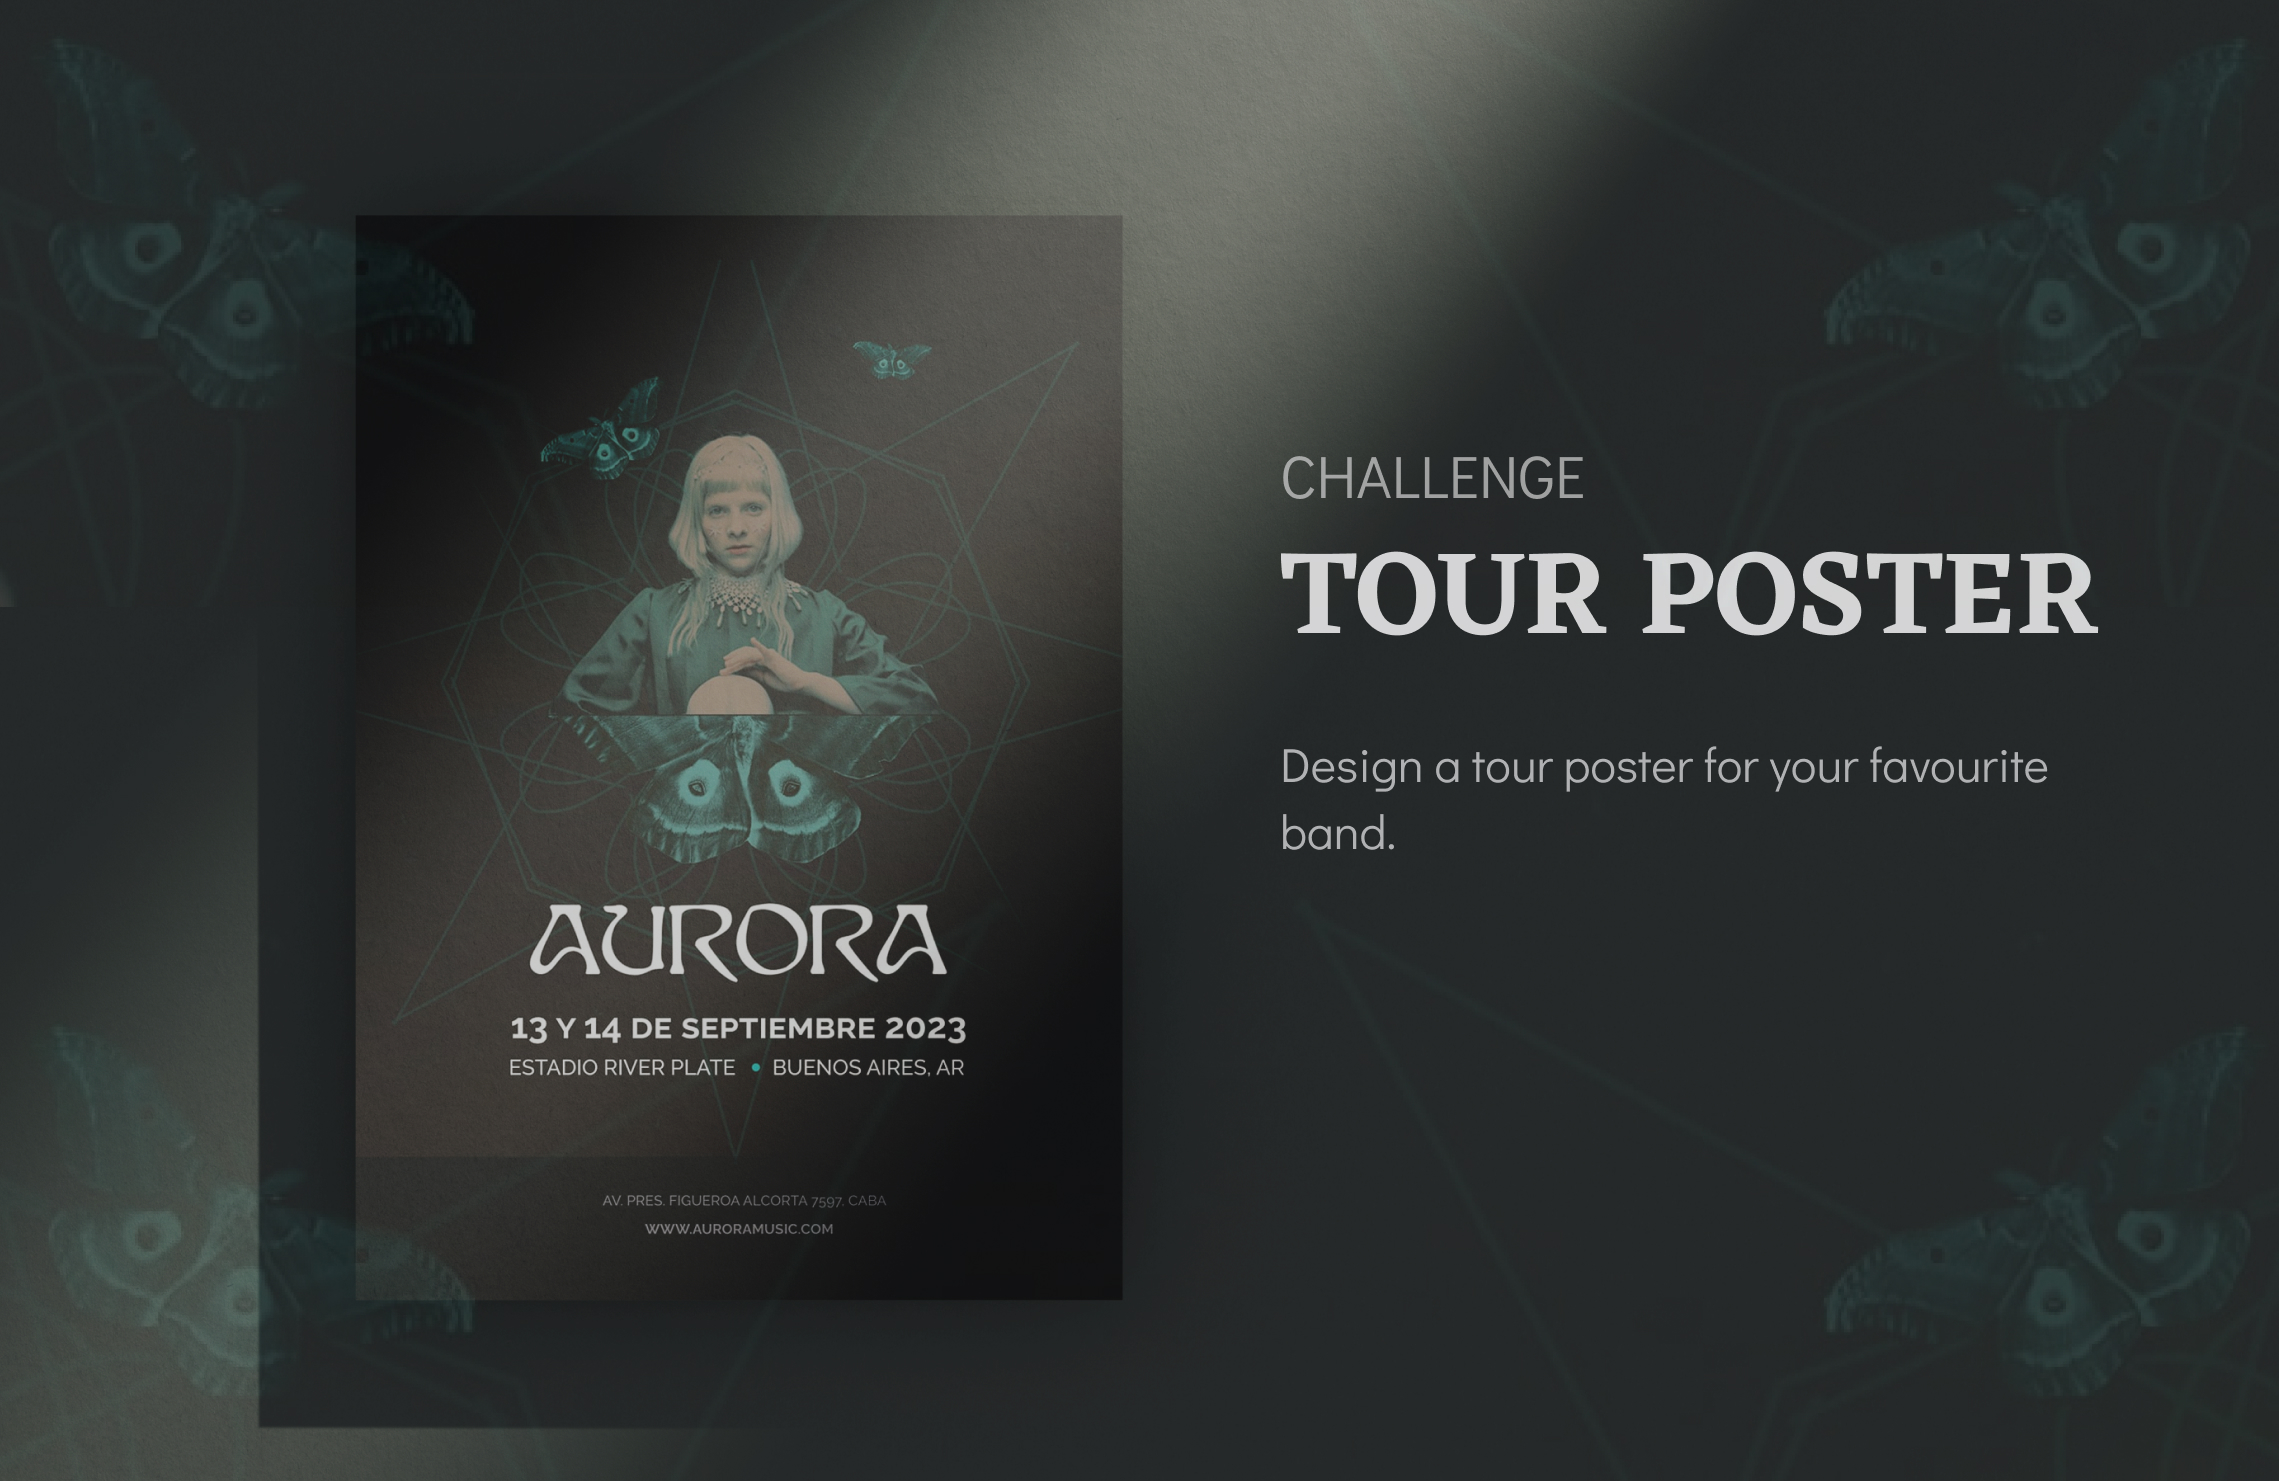 AURORA
13 Y 14 DE SEPTIEMBRE 2023
ESTADIO RIVER PLATE • BUENOS AIRES, AR
AV. PRES. FIGUEROA ALCORTA 7597, CABA
WWW.AURORAMUSIC.COM
CHALLENGE
TOUR POSTER
Design a tour poster for your favourite
band.